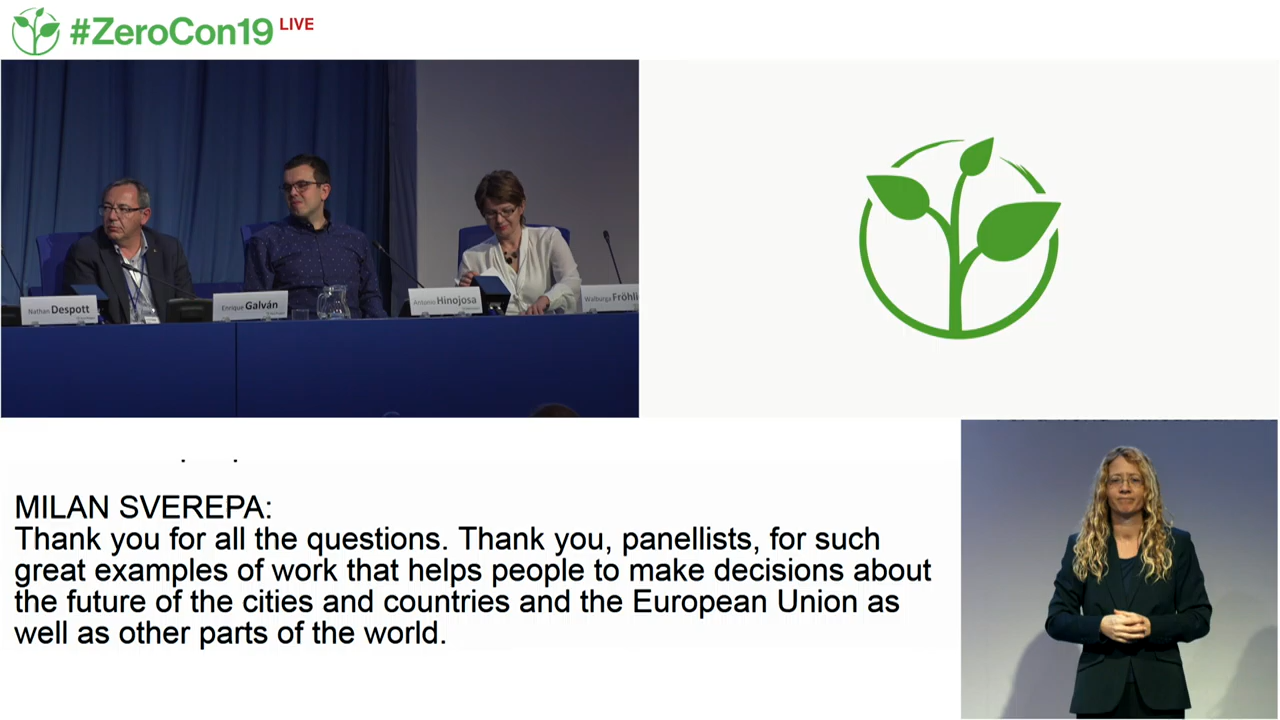 #ZeroCon19 LIVE
Nathan Despott
Enrique Galván
Antonio Hinojosa
Walburga Fröhli
MILAN SVEREPA:
Thank you for all the questions. Thank you, panellists, for such
great examples of work that helps people to make decisions about
the future of the cities and countries and the European Union as
well as other parts of the world.